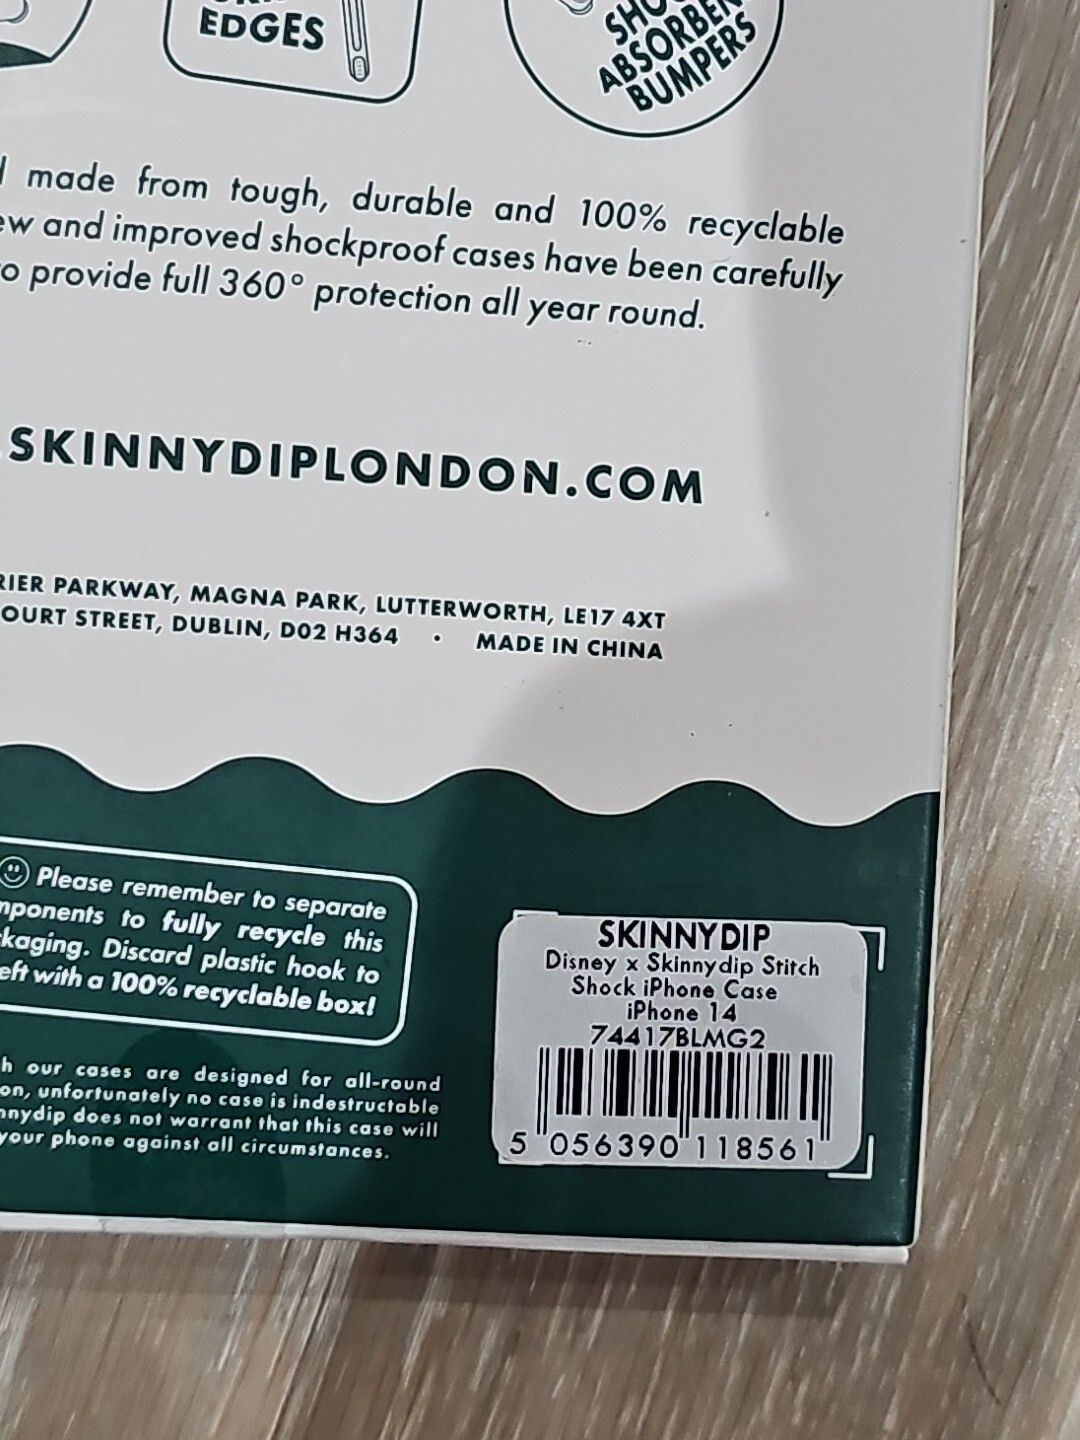 EDGES
ABSORBEN
BUMPERS
made from tough, durable and 100% recyclable
ew and improved shockproof cases have been carefully
o provide full 360° protection all year round.
SKINNYDIPLONDON.COM
RIER PARKWAY, MAGNA PARK, LUTTERWORTH, LE17 4XT
OURT STREET, DUBLIN, D02 H364 • MADE IN CHINA
Please remember to separate
mponents to fully recycle this
ckaging. Discard plastic hook to
eft with a 100% recyclable box!
h our cases are designed for all-round
on, unfortunately no case is indestructable
nnydip does not warrant that this case will
your phone against all circumstances.
SKINNYDIP
Disney x Skinnydip Stitch
Shock iPhone Case
iPhone 14
74417BLMG2
5 056390 118561